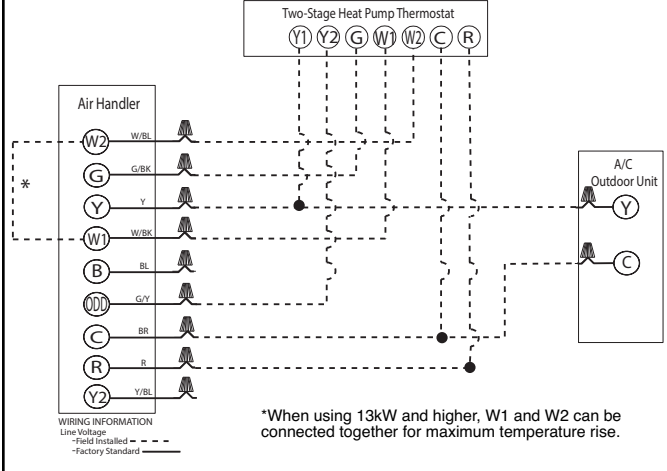 Two-Stage Heat Pump Thermostat
Y1 Y2 G W1 W2 C R
Air Handler
W2 W/BL
G G/BK
Y Y
W1 W/BK
B BL
ODD G/Y
C BR
R R
Y2 Y/BL
*
A/C
Outdoor Unit
Y
C
*When using 13kW and higher, W1 and W2 can be
connected together for maximum temperature rise.
WIRING INFORMATION
Line Voltage
-Field Installed
-Factory Standard